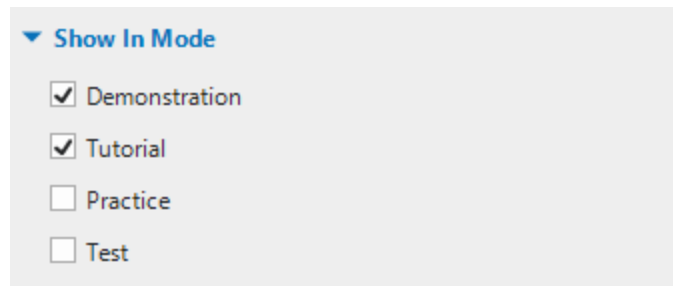 Show In Mode
Demonstration
Tutorial
Practice
Test